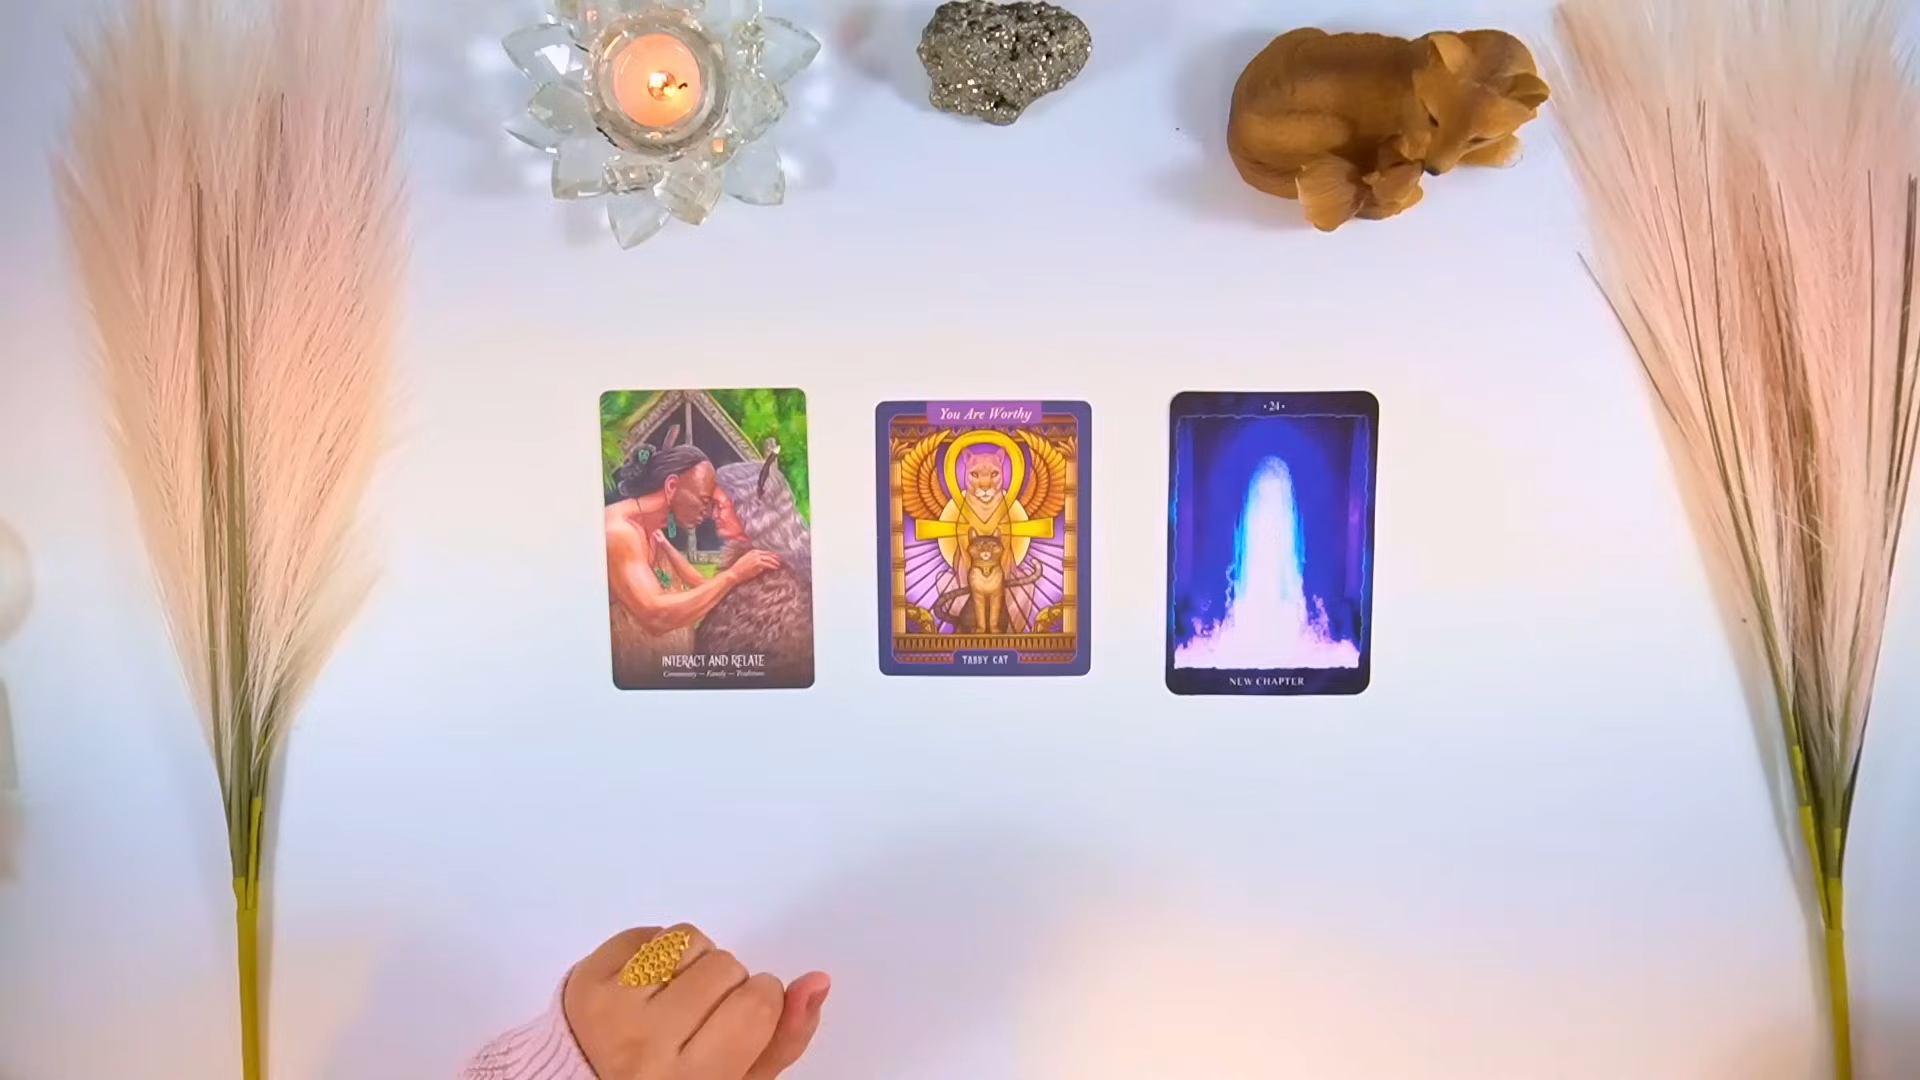 INTERACT AND RELATE
Community — Family — Traditions
You Are Worthy
TABBY CAT
· 24 ·
NEW CHAPTER